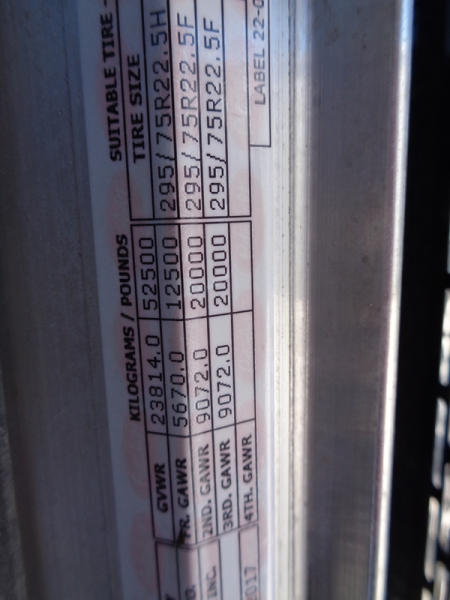 SUITABLE TIRE -
KILOGRAMS / POUNDS TIRE SIZE
GVWR 23814.0 52500 295/75R22.5H
FR. GAWR 5670.0 12500 295/75R22.5F
2ND. GAWR 9072.0 20000 295/75R22.5F
3RD. GAWR 9072.0 20000
4TH. GAWR
INC.
2017
LABEL 22-0